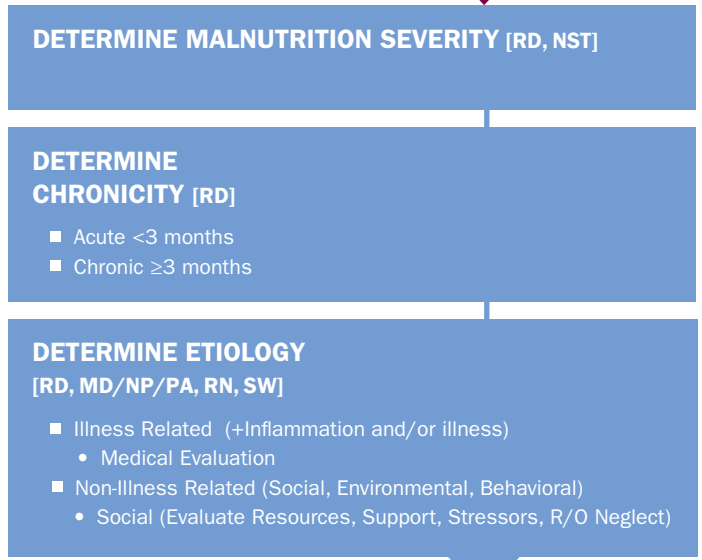 DETERMINE MALNUTRITION SEVERITY [RD, NST]
DETERMINE
CHRONICITY [RD]
Acute <3 months
Chronic ≥3 months
DETERMINE ETIOLOGY
[RD, MD/NP/PA, RN, SW]
Illness Related (+Inflammation and/or illness)
Medical Evaluation
Non-Illness Related (Social, Environmental, Behavioral)
Social (Evaluate Resources, Support, Stressors, R/O Neglect)